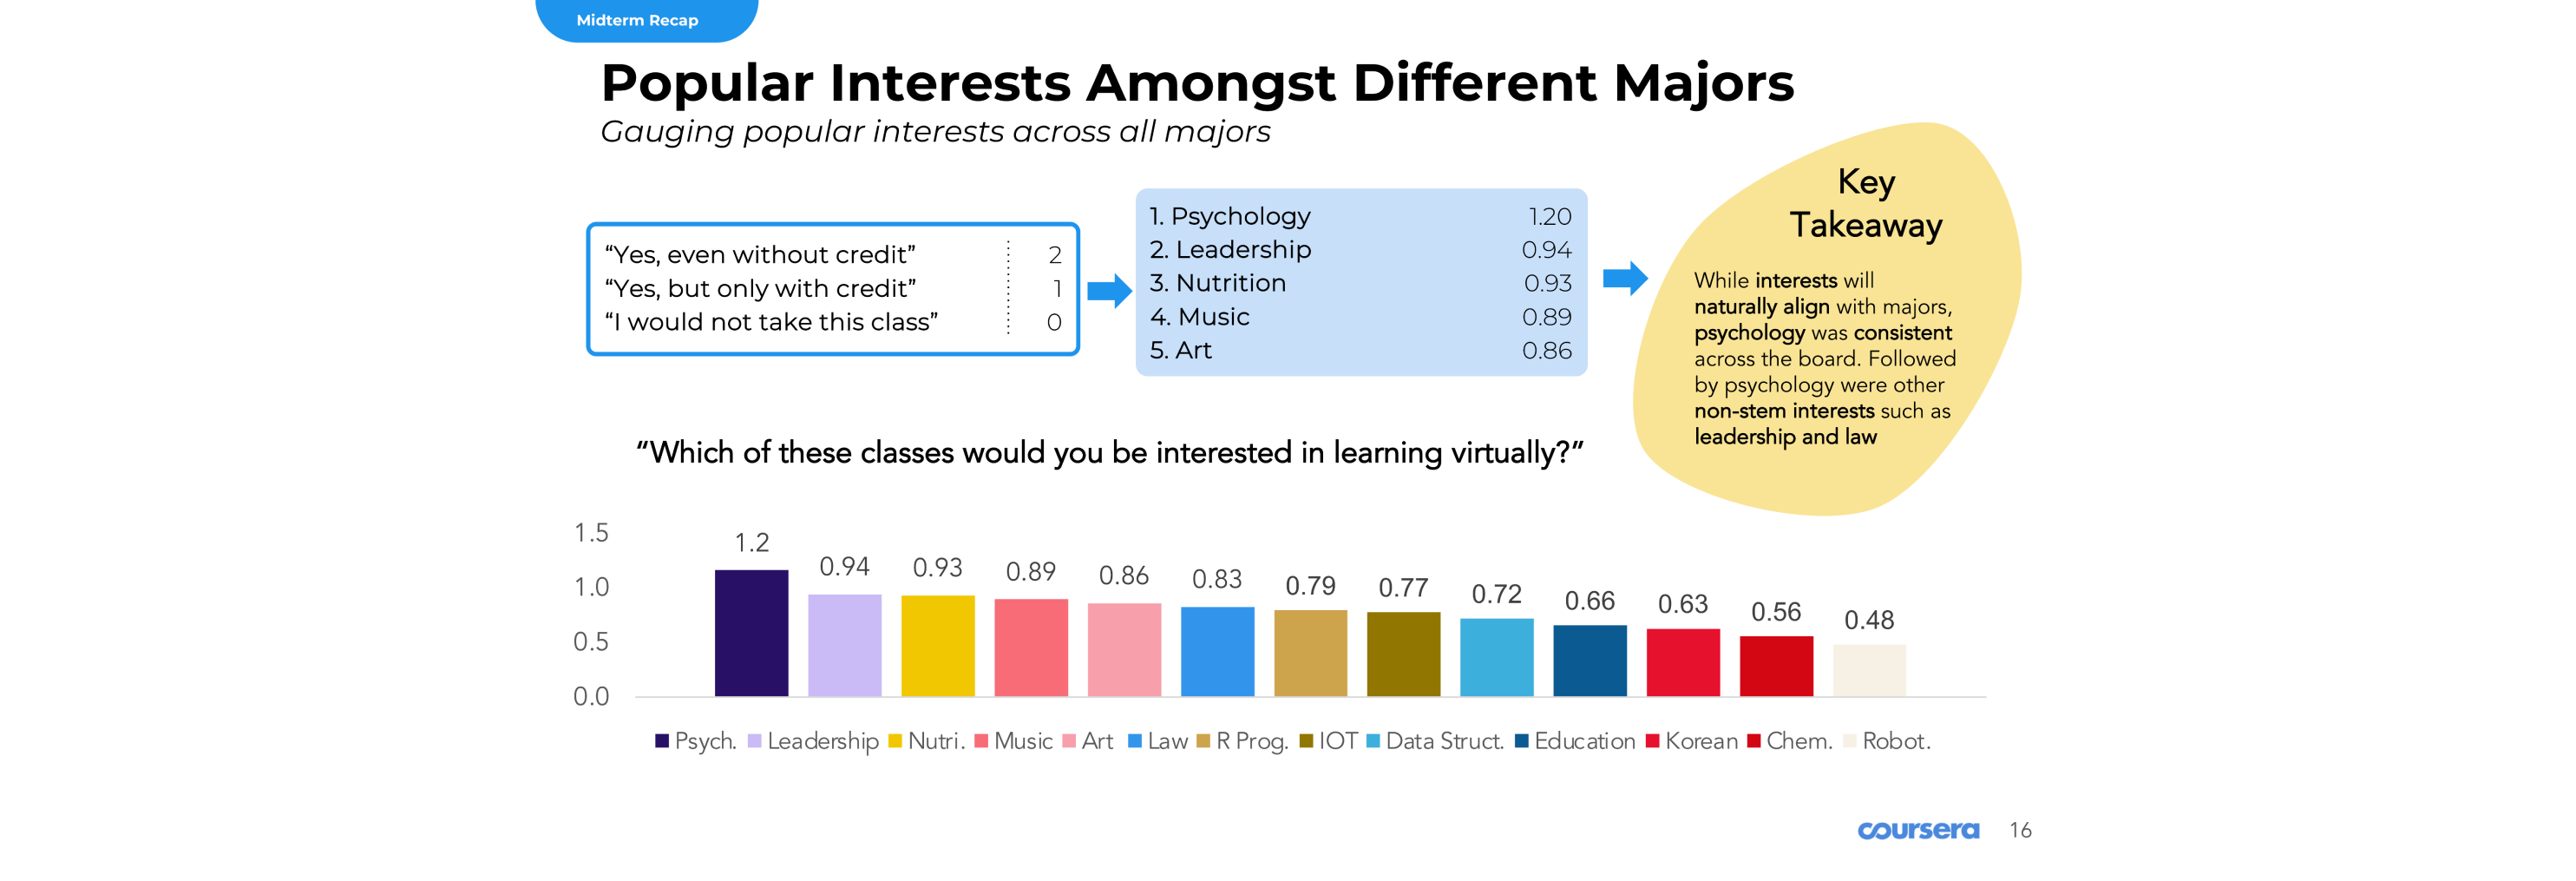 Midterm Recap
Popular Interests Amongst Different Majors
Gauging popular interests across all majors
“Yes, even without credit” 2
“Yes, but only with credit” 1
“I would not take this class” 0
1. Psychology 1.20
2. Leadership 0.94
3. Nutrition 0.93
4. Music 0.89
5. Art 0.86
Key
Takeaway
While interests will
naturally align with majors,
psychology was consistent
across the board. Followed
by psychology were other
non-stem interests such as
leadership and law
“Which of these classes would you be interested in learning virtually?”
1.5
1.0
0.5
0.0
1.2 0.94 0.93 0.89 0.86 0.83 0.79 0.77 0.72 0.66 0.63 0.56 0.48
Psych. Leadership Nutri. Music Art Law R Prog. IOT Data Struct. Education Korean Chem. Robot.
coursera 16